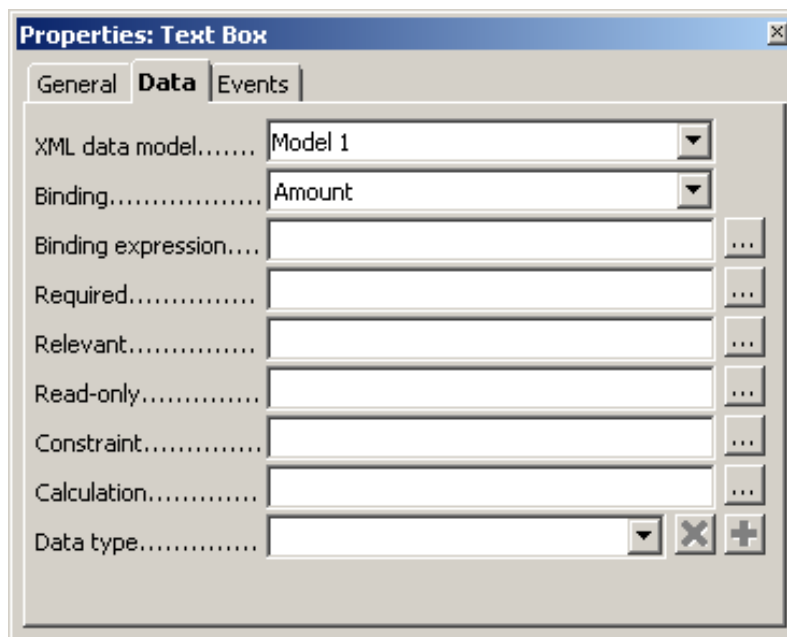 Properties: Text Box
General Data Events
XML data model....... Model 1
Binding.................. Amount
Binding expression.... ...
Required............... ...
Relevant............... ...
Read-only.............. ...
Constraint.............. ...
Calculation............. ...
Data type..............